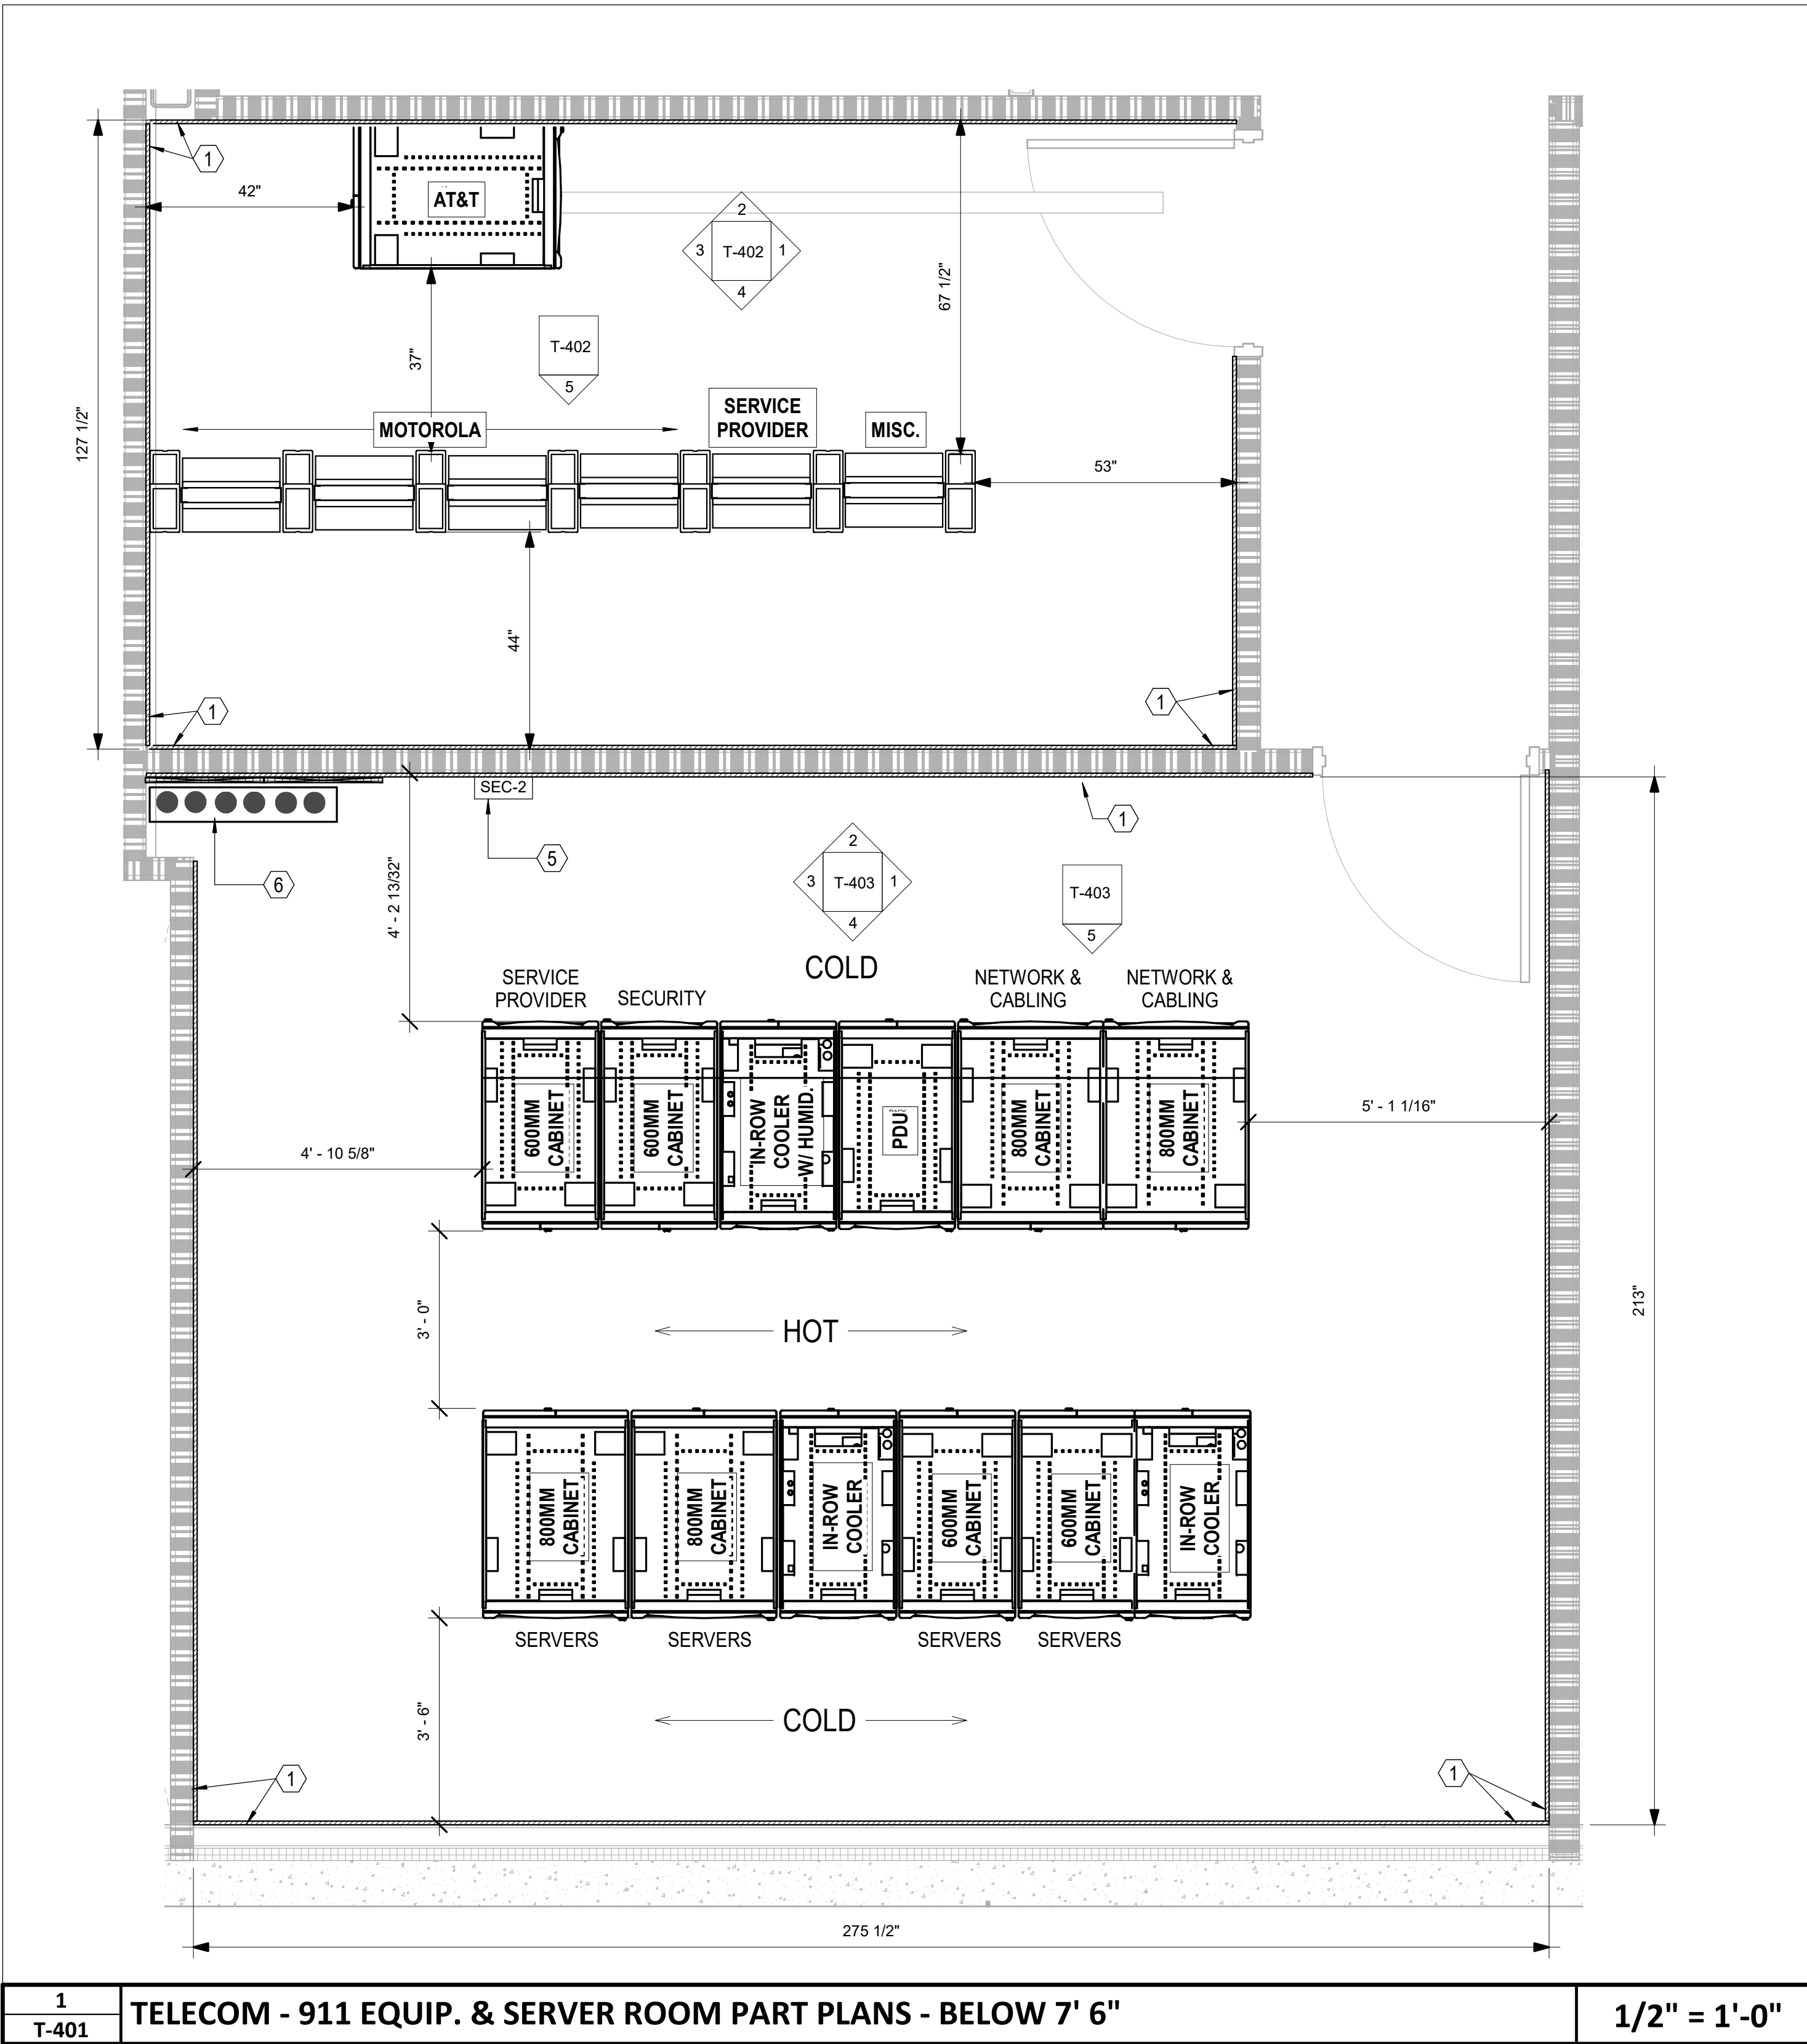 1
42"
AT&T
2
3
T-402
1
4
67 1/2"
37"
T-402
5
127 1/2"
MOTOROLA
SERVICE
PROVIDER
MISC.
53"
44"
1
1
SEC-2
1
5
6
4' - 2 13/32"
2
3
T-403
1
4
T-403
5
COLD
SERVICE
PROVIDER
SECURITY
NETWORK &
CABLING
NETWORK &
CABLING
600MM
CABINET
600MM
CABINET
IN-ROW
COOLER
W/ HUMID.
PDU
800MM
CABINET
800MM
CABINET
5' - 1 1/16"
4' - 10 5/8"
3' - 0"
HOT
213"
800MM
CABINET
800MM
CABINET
IN-ROW
COOLER
600MM
CABINET
600MM
CABINET
IN-ROW
COOLER
SERVERS
SERVERS
SERVERS
SERVERS
3' - 6"
COLD
1
1
275 1/2"
1
T-401
TELECOM - 911 EQUIP. & SERVER ROOM PART PLANS - BELOW 7' 6"
1/2" = 1'-0"